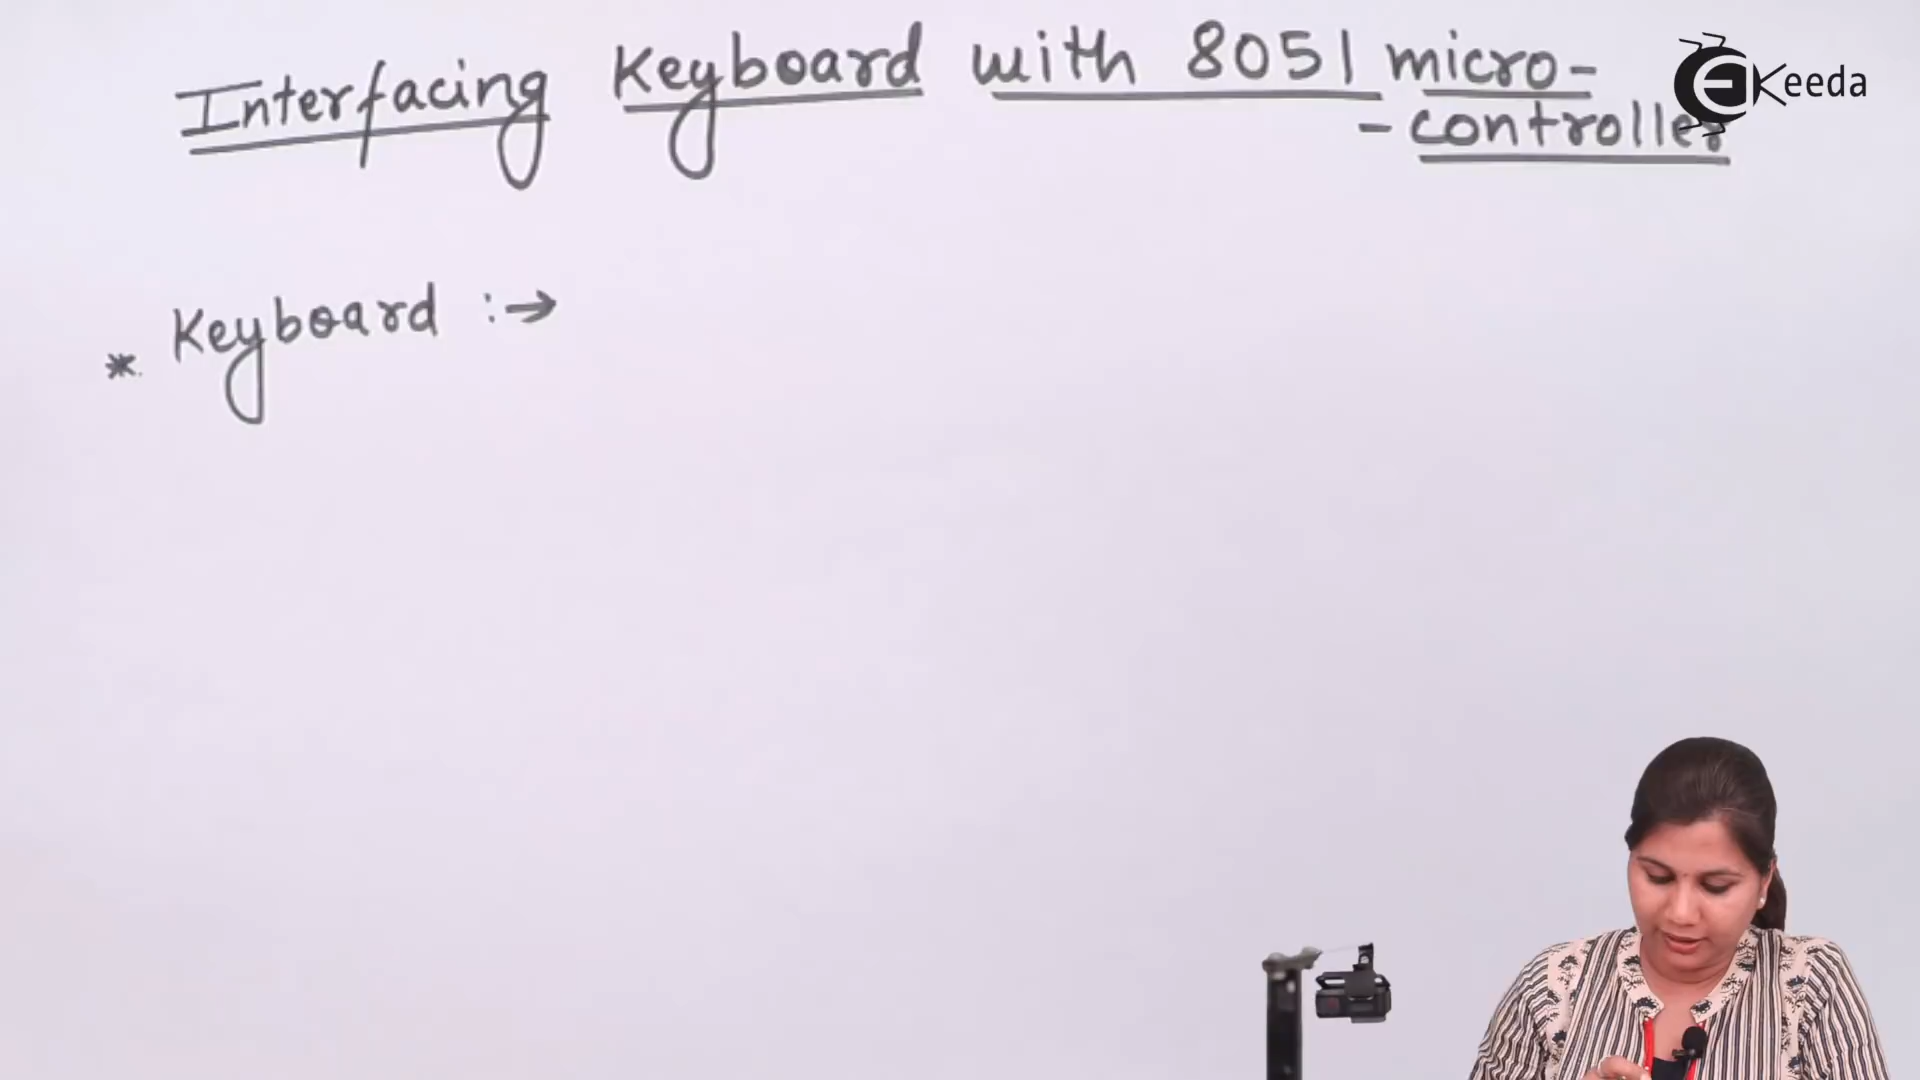 Interfacing Keyboard with 8051 micro-
-controller
EKeeda
* Keyboard :→